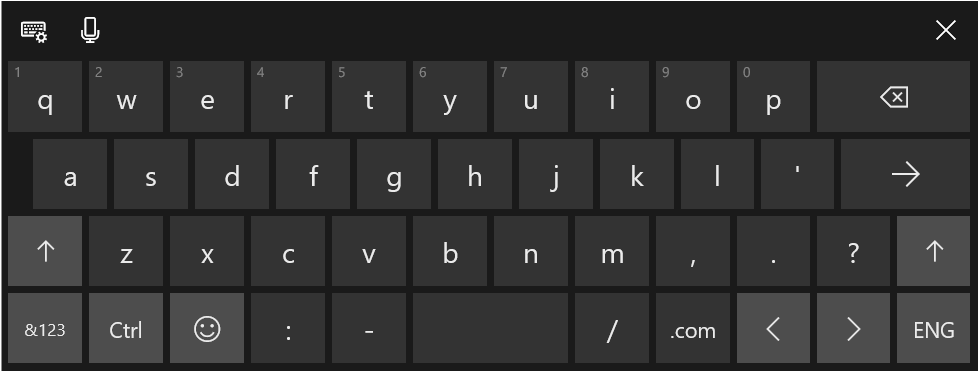 1 2 3 4 5 6 7 8 9 0
q w e r t y u i o p
a s d f g h j k l '
z x c v b n m , . ?
&123 Ctrl : - / .com ENG